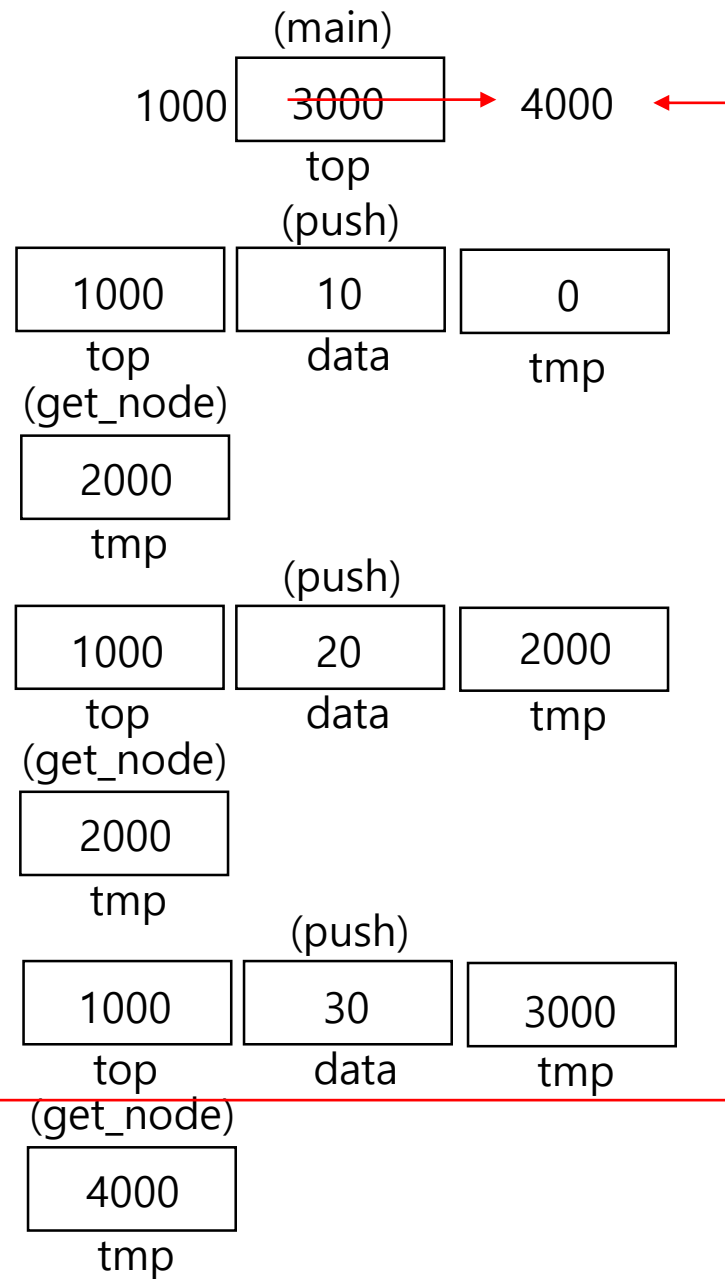 (main)
1000 3000 4000
top
(push)
1000 10 0
top data tmp
(get_node)
2000
tmp
(push)
1000 20 2000
top data tmp
(get_node)
2000
tmp
(push)
1000 30 3000
top data tmp
(get_node)
4000
tmp